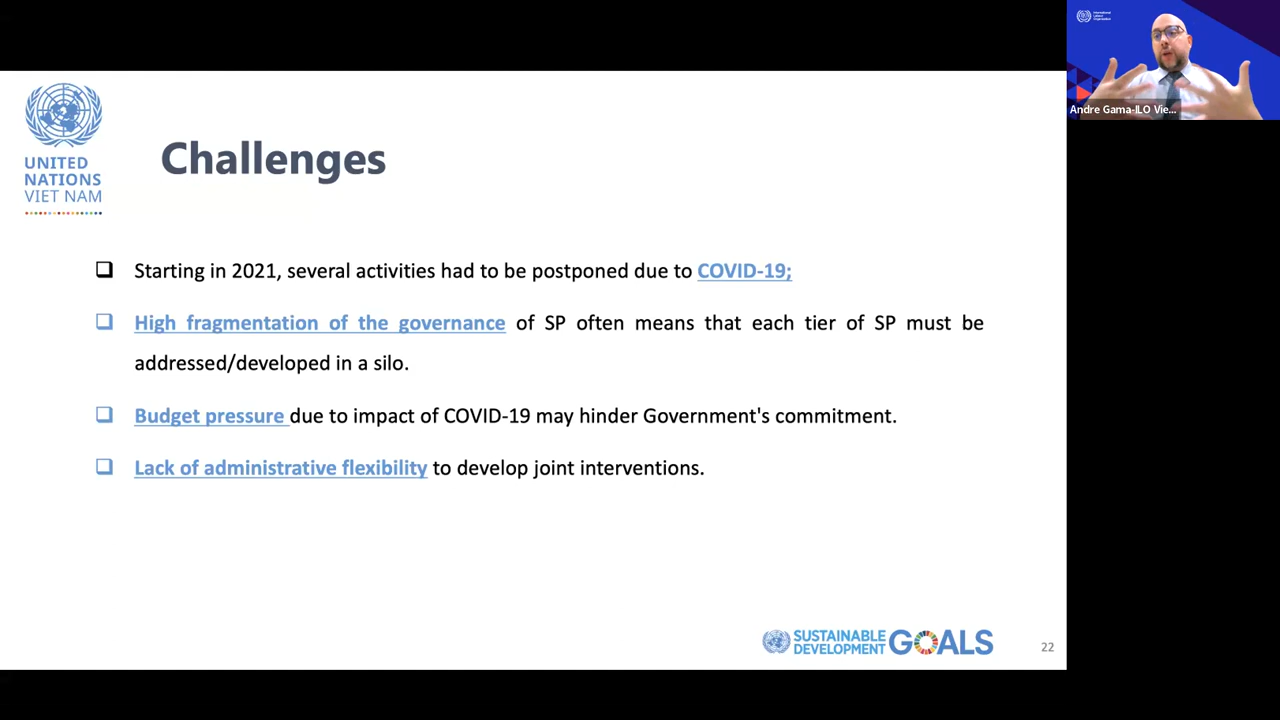 International
Labour
Organization
Andre Gama-ILO Vie...
UNITED
NATIONS
VIET NAM
Challenges
Starting in 2021, several activities had to be postponed due to COVID-19;
High fragmentation of the governance of SP often means that each tier of SP must be
addressed/developed in a silo.
Budget pressure due to impact of COVID-19 may hinder Government's commitment.
Lack of administrative flexibility to develop joint interventions.
SUSTAINABLE
DEVELOPMENT
GOALS
22